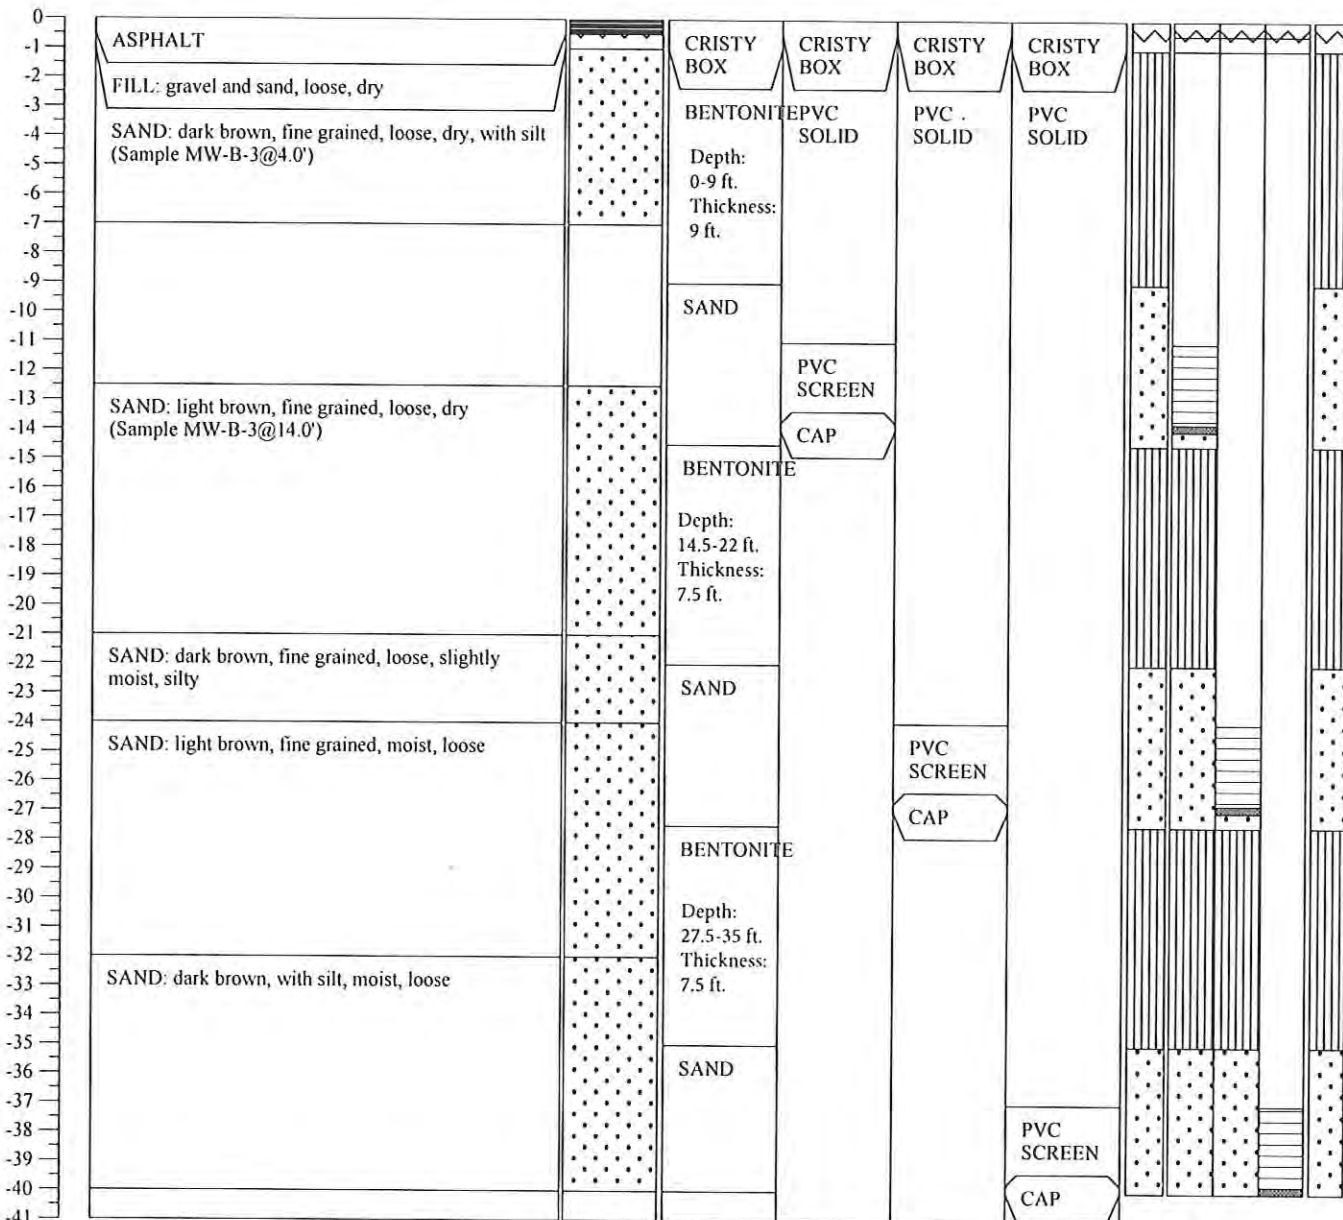 0
-1
-2
-3
-4
-5
-6
-7
-8
-9
-10
-11
-12
-13
-14
-15
-16
-17
-18
-19
-20
-21
-22
-23
-24
-25
-26
-27
-28
-29
-30
-31
-32
-33
-34
-35
-36
-37
-38
-39
-40
-41
ASPHALT
FILL: gravel and sand, loose, dry
SAND: dark brown, fine grained, loose, dry, with silt
(Sample MW-B-3@4.0')
SAND: light brown, fine grained, loose, dry
(Sample MW-B-3@14.0')
SAND: dark brown, fine grained, loose, slightly
moist, silty
SAND: light brown, fine grained, moist, loose
SAND: dark brown, with silt, moist, loose
CRISTY
BOX
BENTONITE
Depth:
0-9 ft.
Thickness:
9 ft.
SAND
BENTONITE
Depth:
14.5-22 ft.
Thickness:
7.5 ft.
SAND
BENTONITE
Depth:
27.5-35 ft.
Thickness:
7.5 ft.
SAND
CRISTY
BOX
PVC
SOLID
PVC
SCREEN
CAP
CRISTY
BOX
PVC
SOLID
PVC
SCREEN
CAP
CRISTY
BOX
PVC
SOLID
PVC
SCREEN
CAP